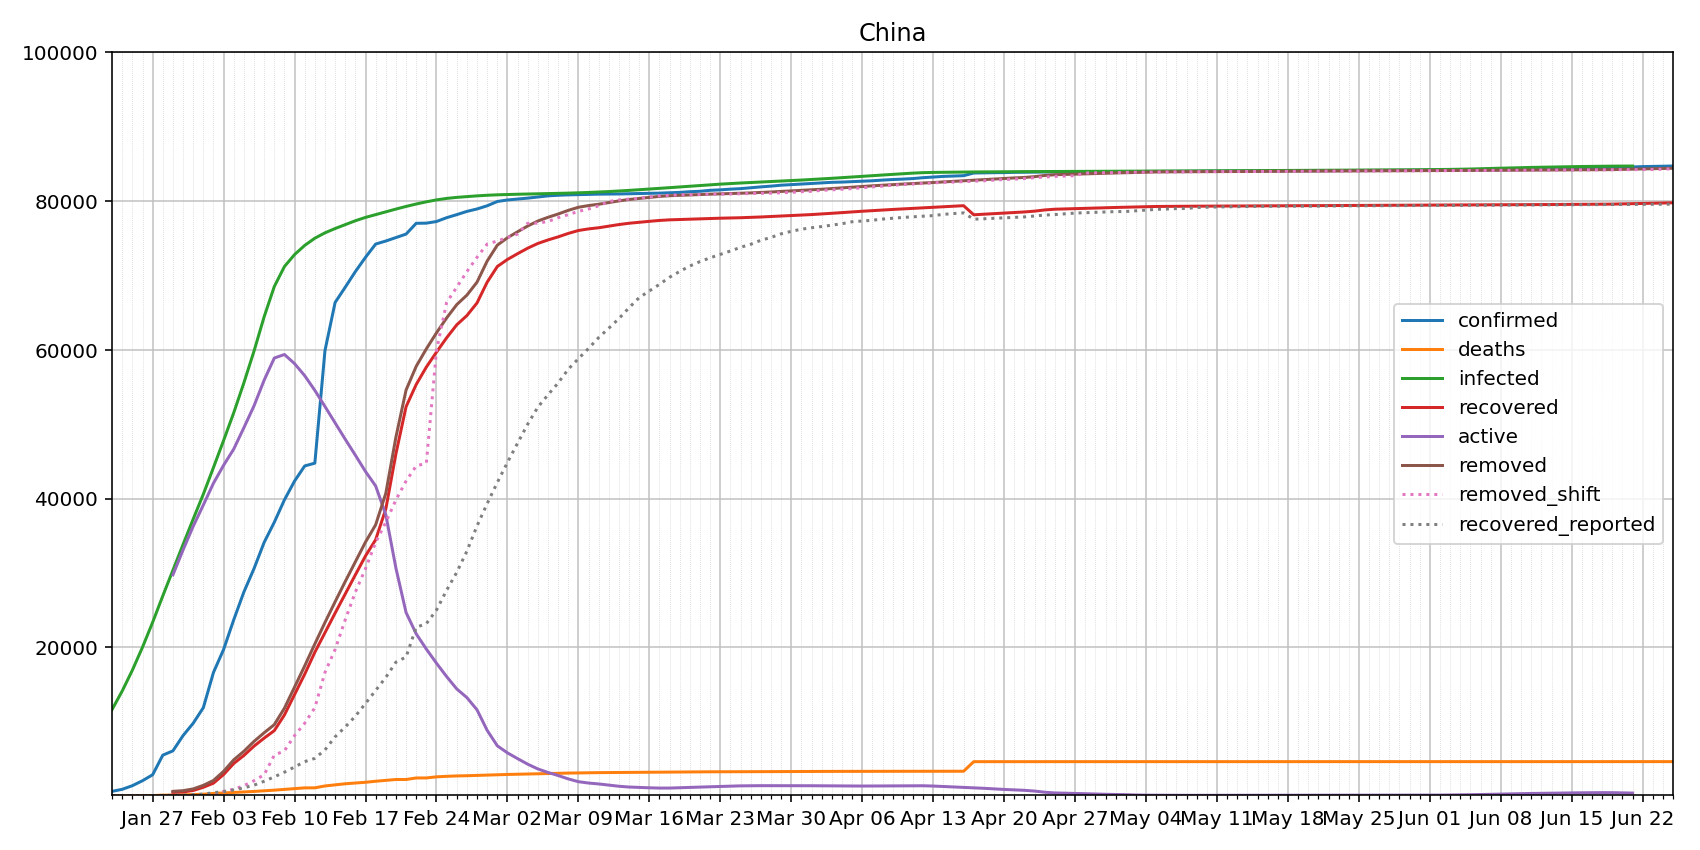 China
100000
80000
60000
40000
20000
confirmed
deaths
infected
recovered
active
removed
removed_shift
recovered_reported
Jan 27 Feb 03 Feb 10 Feb 17 Feb 24 Mar 02 Mar 09 Mar 16 Mar 23 Mar 30 Apr 06 Apr 13 Apr 20 Apr 27 May 04 May 11 May 18 May 25 Jun 01 Jun 08 Jun 15 Jun 22